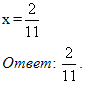 x = 2/11
Ответ: 2/11.